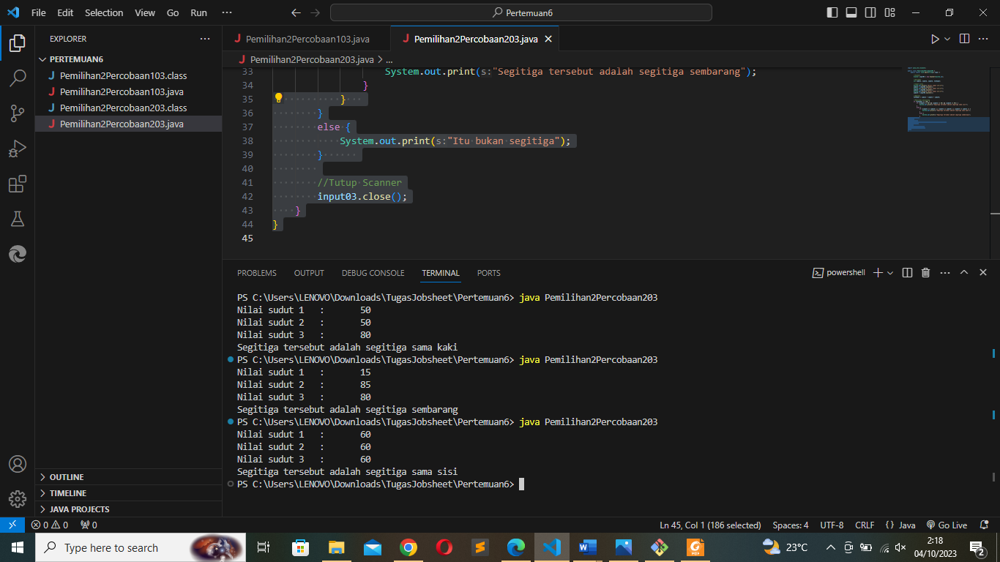 File Edit Selection View Go Run ··· Pertemuan6
EXPLORER ···
PERTEMUAN6
Pemilihan2Percobaan103.class
Pemilihan2Percobaan103.java
Pemilihan2Percobaan203.class
Pemilihan2Percobaan203.java
OUTLINE
TIMELINE
JAVA PROJECTS
Pemilihan2Percobaan103.java Pemilihan2Percobaan203.java
Pemilihan2Percobaan203.java > ...
33 System.out.print(s:"Segitiga tersebut adalah segitiga sembarang");
34 }
35 }
36 }
37 else {
38 System.out.print(s:"Itu bukan segitiga");
39 }
40
41 //Tutup Scanner
42 input03.close();
43 }
44 }
45
PROBLEMS OUTPUT DEBUG CONSOLE TERMINAL PORTS powershell
PS C:\Users\LENOVO\Downloads\TugasJobsheet\Pertemuan6> java Pemilihan2Percobaan203
Nilai sudut 1 : 50
Nilai sudut 2 : 50
Nilai sudut 3 : 80
Segitiga tersebut adalah segitiga sama kaki
PS C:\Users\LENOVO\Downloads\TugasJobsheet\Pertemuan6> java Pemilihan2Percobaan203
Nilai sudut 1 : 15
Nilai sudut 2 : 85
Nilai sudut 3 : 80
Segitiga tersebut adalah segitiga sembarang
PS C:\Users\LENOVO\Downloads\TugasJobsheet\Pertemuan6> java Pemilihan2Percobaan203
Nilai sudut 1 : 60
Nilai sudut 2 : 60
Nilai sudut 3 : 60
Segitiga tersebut adalah segitiga sama sisi
PS C:\Users\LENOVO\Downloads\TugasJobsheet\Pertemuan6>
0 0 0 Ln 45, Col 1 (186 selected) Spaces: 4 UTF-8 CRLF {} Java Go Live
Type here to search 23°C 2:18
04/10/2023 2